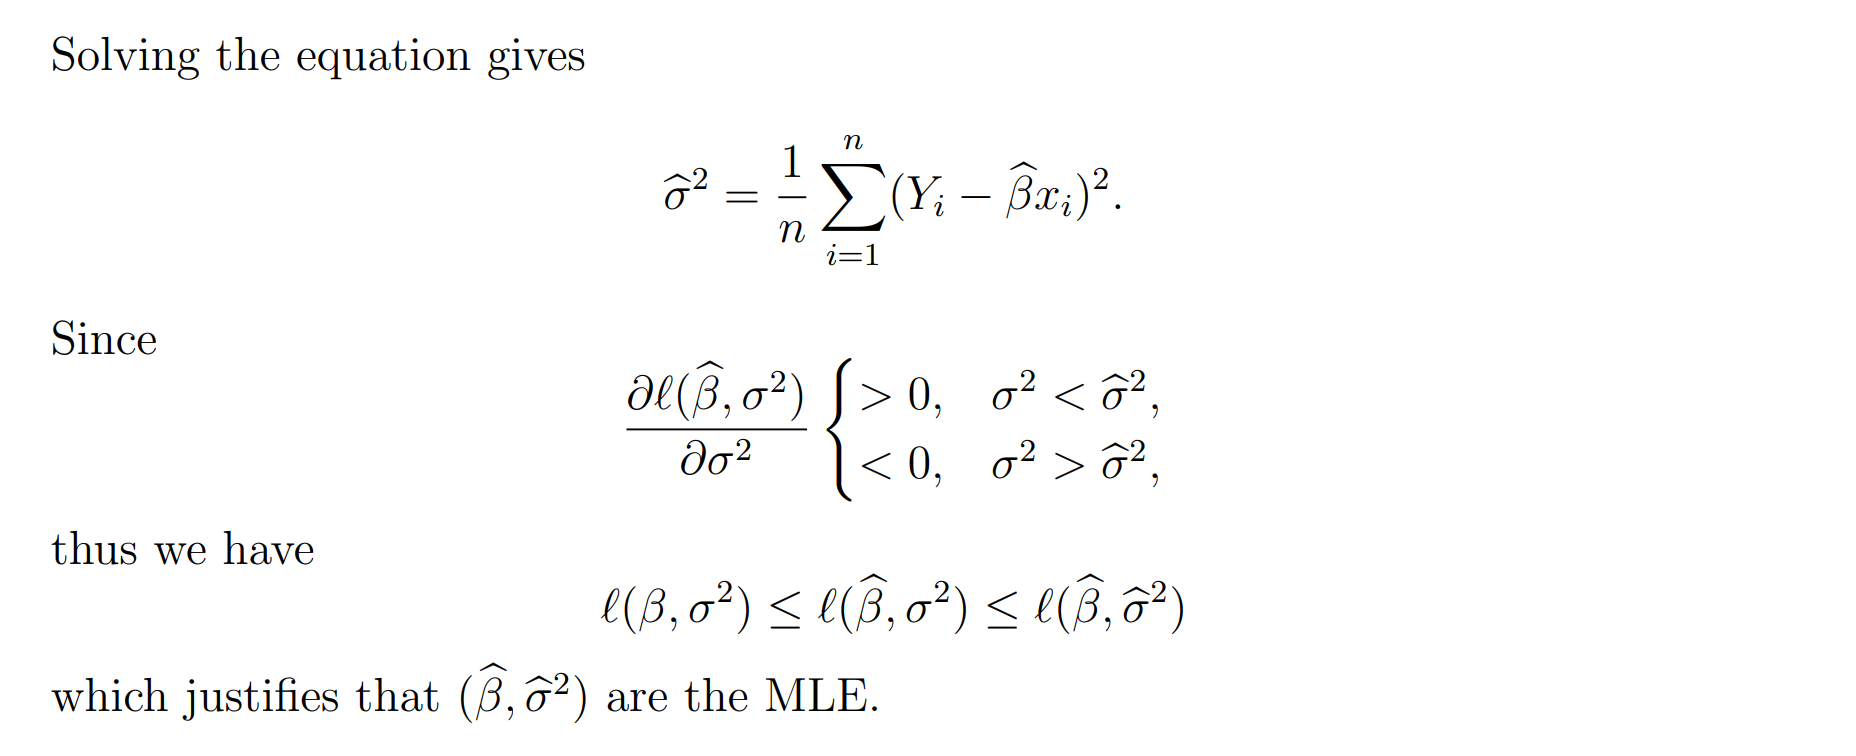 Solving the equation gives
$$\widehat{\sigma}^2 = \frac{1}{n} \sum_{i=1}^{n} (Y_i - \widehat{\beta} x_i)^2.$$
Since
$$\frac{\partial \ell(\widehat{\beta}, \sigma^2)}{\partial \sigma^2} \begin{cases} > 0, & \sigma^2 < \widehat{\sigma}^2, \\ < 0, & \sigma^2 > \widehat{\sigma}^2, \end{cases}$$
thus we have
$$\ell(\beta, \sigma^2) \leq \ell(\widehat{\beta}, \sigma^2) \leq \ell(\widehat{\beta}, \widehat{\sigma}^2)$$
which justifies that $(\widehat{\beta}, \widehat{\sigma}^2)$ are the MLE.